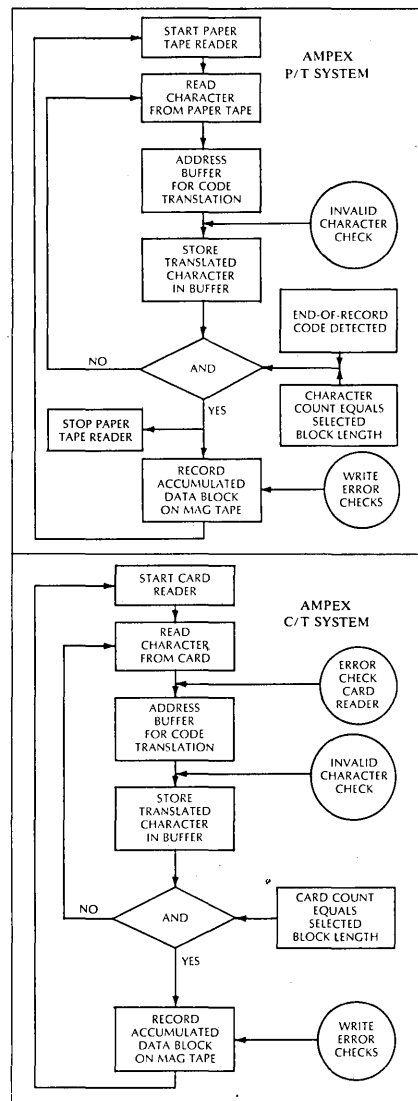 START PAPER
TAPE READER
AMPEX
P/T SYSTEM
READ
CHARACTER
FROM PAPER TAPE
ADDRESS
BUFFER
FOR CODE
TRANSLATION
INVALID
CHARACTER
CHECK
STORE
TRANSLATED
CHARACTER
IN BUFFER
END-OF-RECORD
CODE DETECTED
NO
AND
YES
CHARACTER
COUNT EQUALS
SELECTED
BLOCK LENGTH
STOP PAPER
TAPE READER
RECORD
ACCUMULATED
DATA BLOCK
ON MAG TAPE
WRITE
ERROR
CHECKS
START CARD
READER
AMPEX
C/T SYSTEM
READ
CHARACTER
FROM CARD
ERROR
CHECK
CARD
READER
ADDRESS
BUFFER
FOR CODE
TRANSLATION
INVALID
CHARACTER
CHECK
STORE
TRANSLATED
CHARACTER
IN BUFFER
NO
AND
CARD COUNT
EQUALS
SELECTED
BLOCK LENGTH
YES
RECORD
ACCUMULATED
DATA BLOCK
ON MAG TAPE
WRITE
ERROR
CHECKS